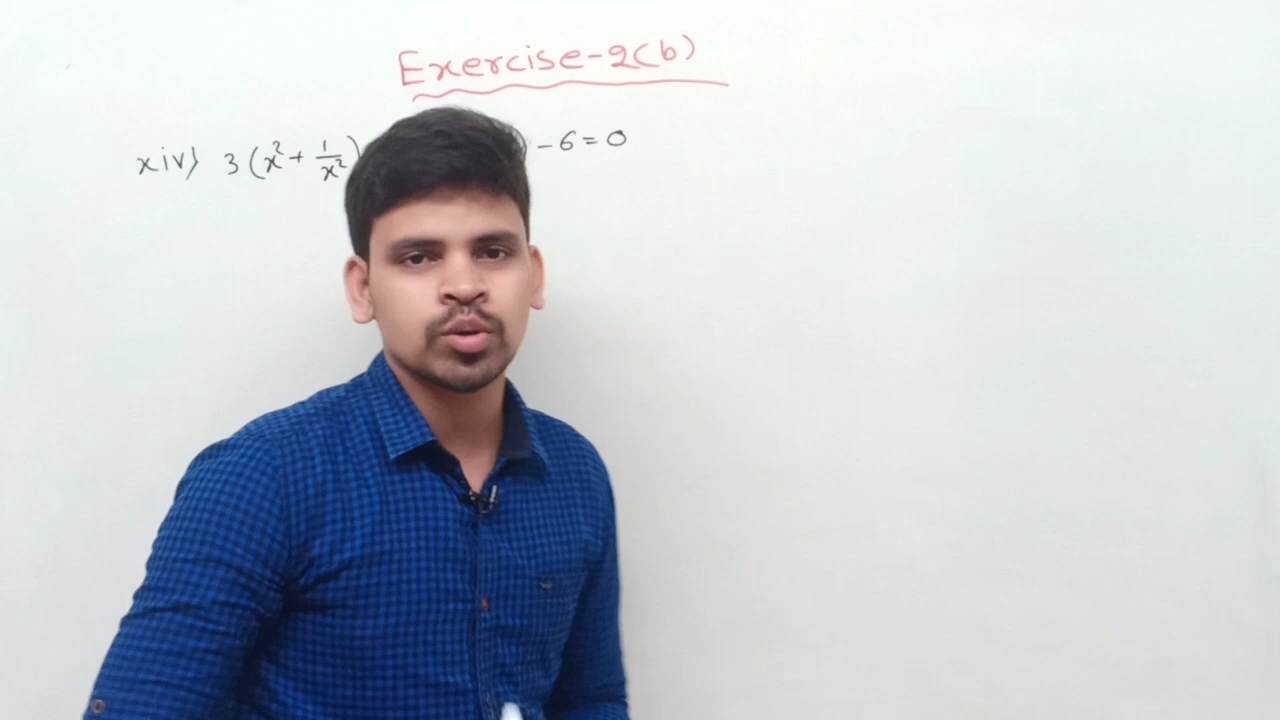 Exercise-2(b)
xiv) 3(x² + 1/x²) ) - 6 = 0